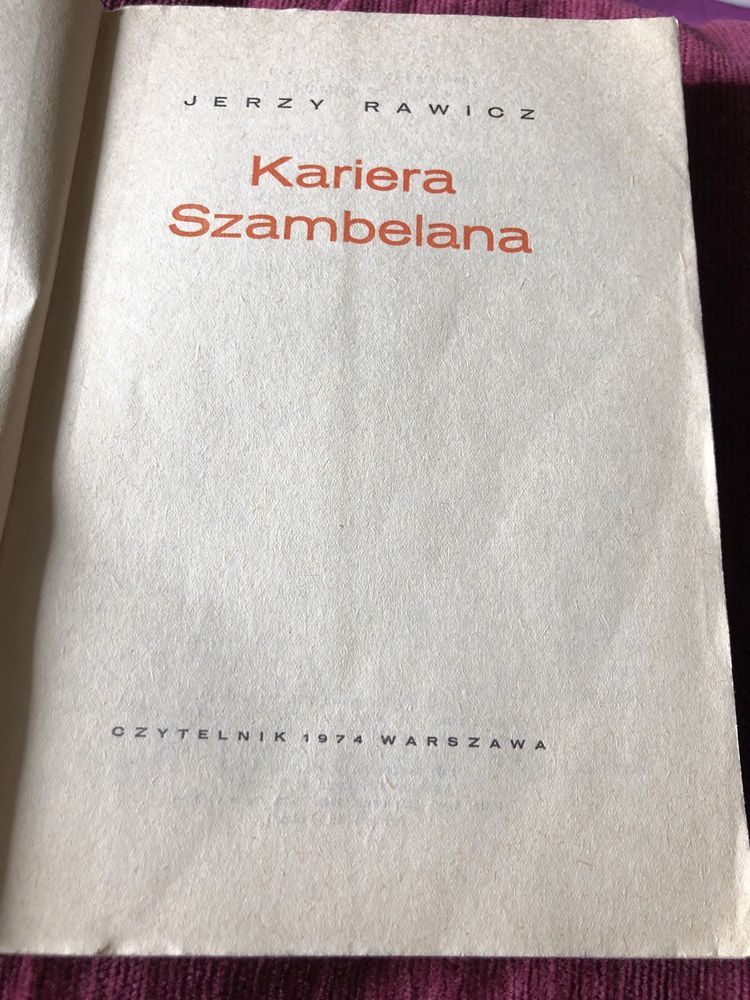 JERZY RAWICZ
Kariera
Szambelana
CZYTELNIK 1974 WARSZAWA